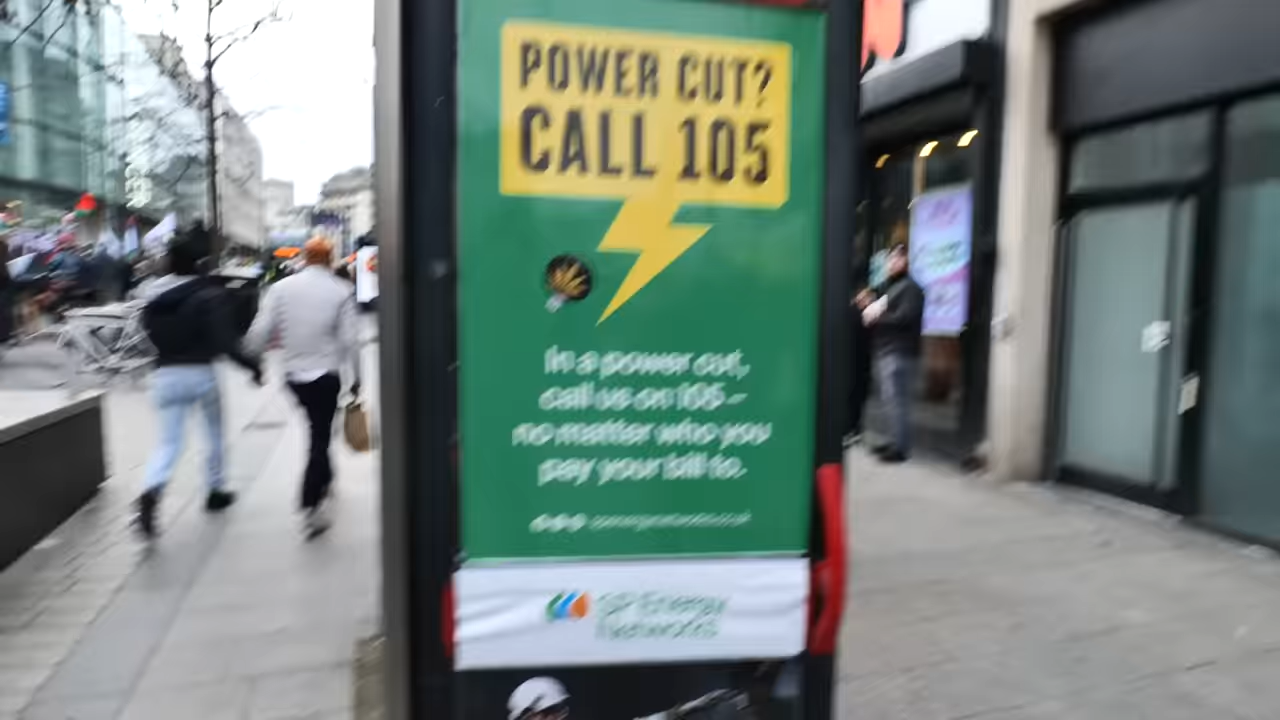 POWER CUT?
CALL 105
In a power cut,
call us on 105 –
no matter who you
pay your bill to.
SP Energy
Networks